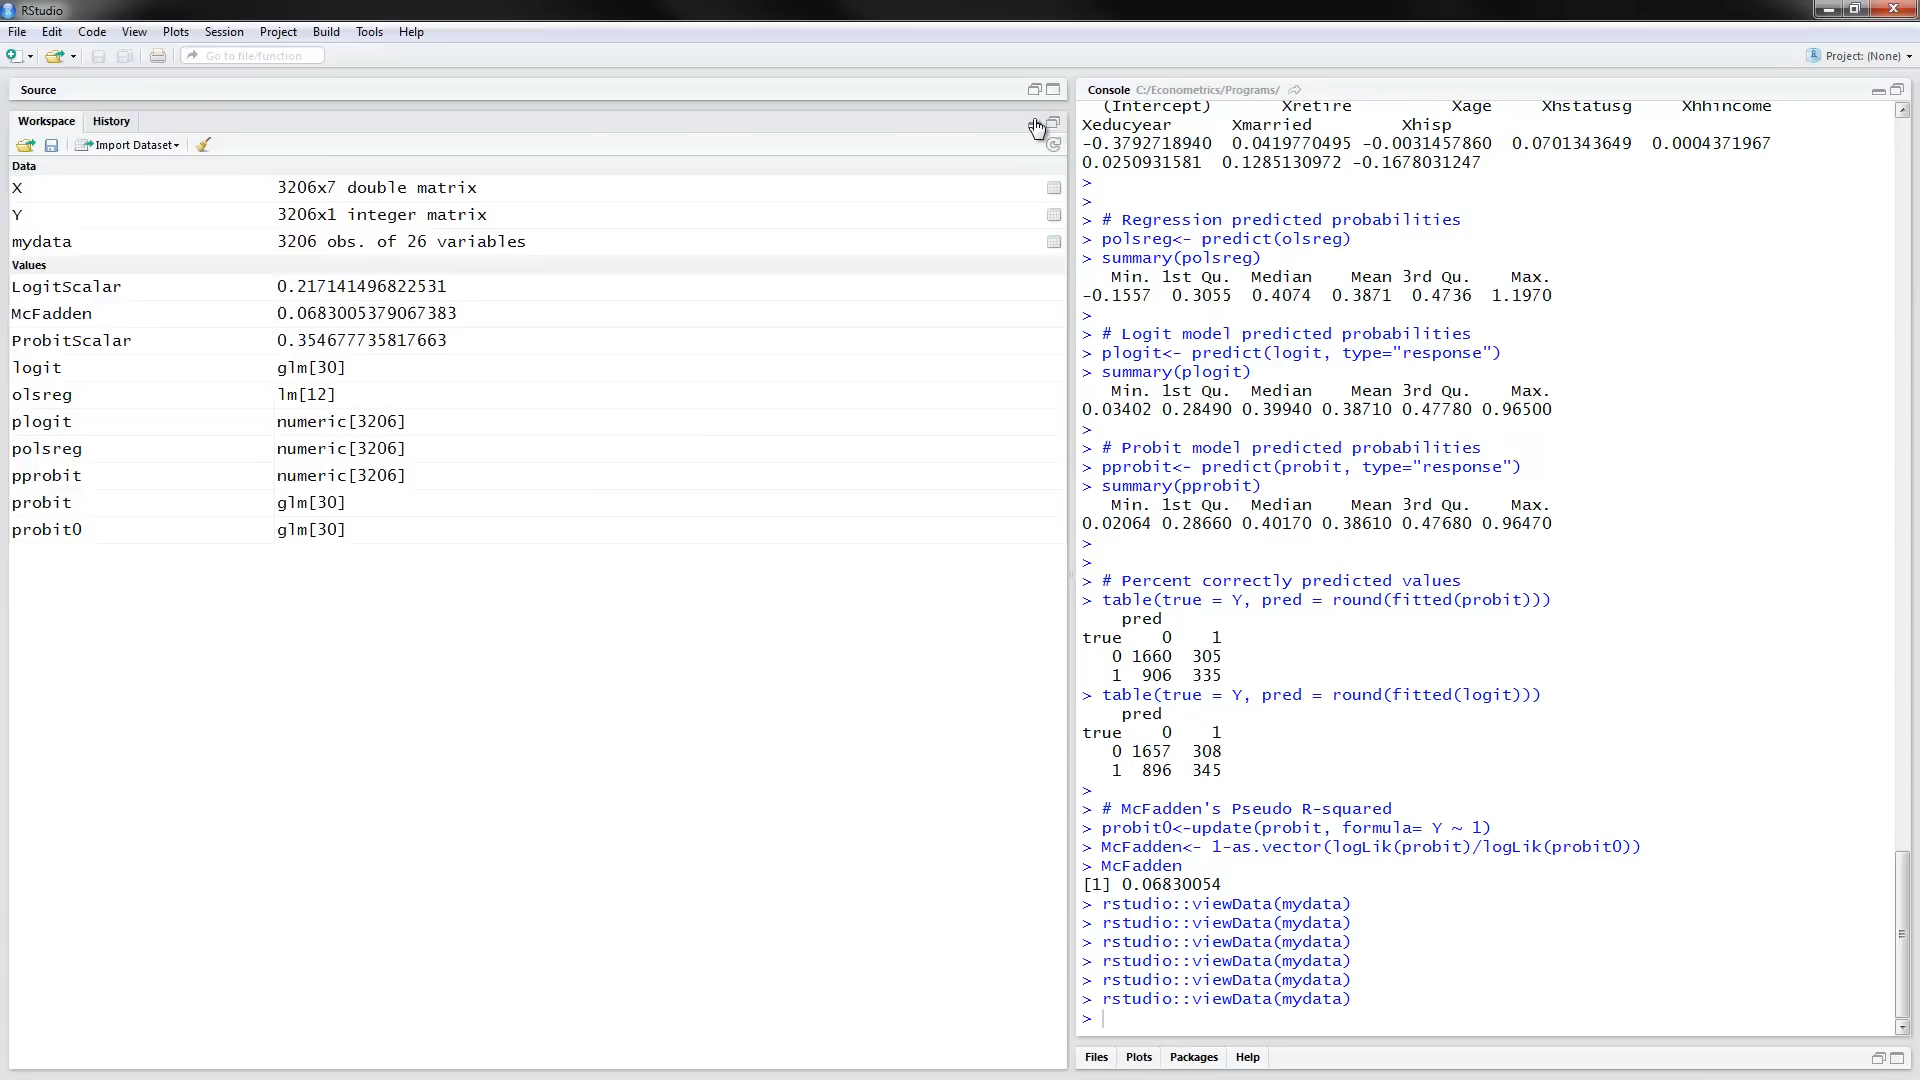 RStudio
File Edit Code View Plots Session Project Build Tools Help
Go to file/function
Project: (None)
Source
Workspace History
Import Dataset
Data
X 3206x7 double matrix
Y 3206x1 integer matrix
mydata 3206 obs. of 26 variables
Values
LogitScalar 0.217141496822531
McFadden 0.0683005379067383
ProbitScalar 0.354677735817663
logit glm[30]
olsreg lm[12]
plogit numeric[3206]
polsreg numeric[3206]
pprobit numeric[3206]
probit glm[30]
probit0 glm[30]
Console C:/Econometrics/Programs/
(Intercept) Xretire Xage Xhstatusg Xhhincome
Xeducyear Xmarried Xhisp
-0.3792718940 0.0419770495 -0.0031457860 0.0701343649 0.0004371967
0.0250931581 0.1285130972 -0.1678031247
>
>
> # Regression predicted probabilities
> polsreg<- predict(olsreg)
> summary(polsreg)
Min. 1st Qu. Median Mean 3rd Qu. Max.
-0.1557 0.3055 0.4074 0.3871 0.4736 1.1970
>
> # Logit model predicted probabilities
> plogit<- predict(logit, type="response")
> summary(plogit)
Min. 1st Qu. Median Mean 3rd Qu. Max.
0.03402 0.28490 0.39940 0.38710 0.47780 0.96500
>
> # Probit model predicted probabilities
> pprobit<- predict(probit, type="response")
> summary(pprobit)
Min. 1st Qu. Median Mean 3rd Qu. Max.
0.02064 0.28660 0.40170 0.38610 0.47680 0.96470
>
>
> # Percent correctly predicted values
> table(true = Y, pred = round(fitted(probit)))
pred
true 0 1
0 1660 305
1 906 335
> table(true = Y, pred = round(fitted(logit)))
pred
true 0 1
0 1657 308
1 896 345
>
> # McFadden's Pseudo R-squared
> probit0<-update(probit, formula= Y ~ 1)
> McFadden<- 1-as.vector(logLik(probit)/logLik(probit0))
> McFadden
[1] 0.06830054
> rstudio::viewData(mydata)
> rstudio::viewData(mydata)
> rstudio::viewData(mydata)
> rstudio::viewData(mydata)
> rstudio::viewData(mydata)
> rstudio::viewData(mydata)
>
Files Plots Packages Help